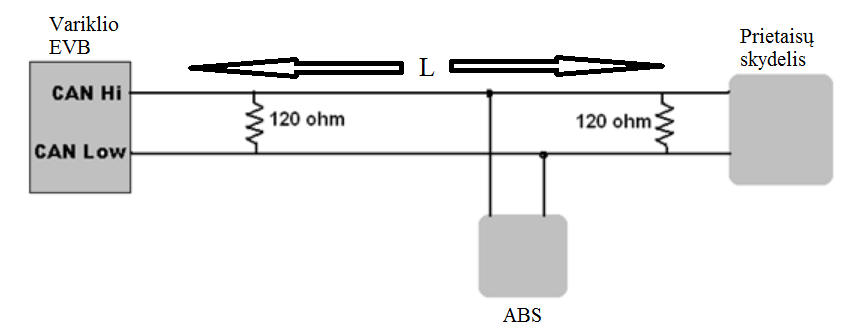 Variklio
EVB
Prietaisų
skydelis
L
CAN Hi
120 ohm
120 ohm
CAN Low
ABS